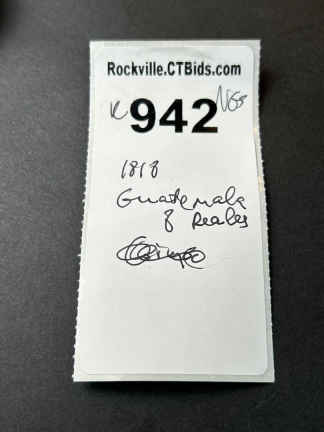 Rockville.CTBids.com
942
1818
Guatemala
8 Reales